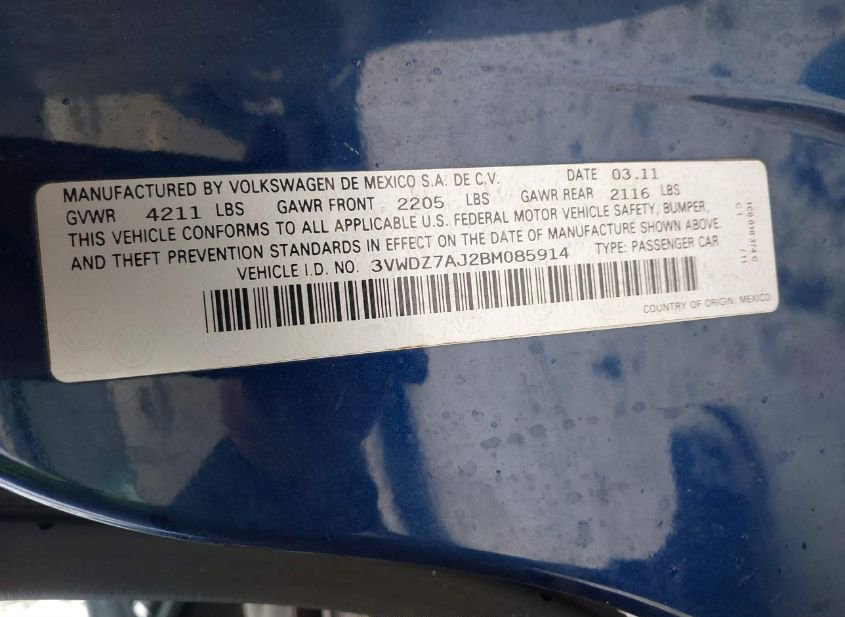 MANUFACTURED BY VOLKSWAGEN DE MEXICO S.A. DE C.V. DATE 03.11
GVWR 4211 LBS GAWR FRONT 2205 LBS GAWR REAR 2116 LBS
THIS VEHICLE CONFORMS TO ALL APPLICABLE U.S. FEDERAL MOTOR VEHICLE SAFETY, BUMPER,
AND THEFT PREVENTION STANDARDS IN EFFECT ON THE DATE OF MANUFACTURE SHOWN ABOVE.
VEHICLE I.D. NO. 3VWDZ7AJ2BM085914 TYPE: PASSENGER CAR
COUNTRY OF ORIGIN: MEXICO